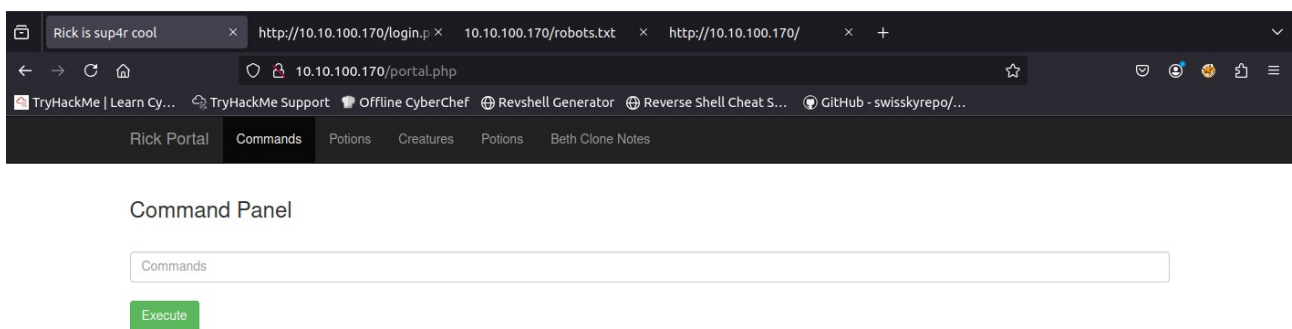 Rick is sup4r cool × http://10.10.100.170/login.p × 10.10.100.170/robots.txt × http://10.10.100.170/ × +
10.10.100.170/portal.php
TryHackMe | Learn Cy... TryHackMe Support Offline CyberChef Revshell Generator Reverse Shell Cheat S... GitHub - swisskyrepo/...
Rick Portal Commands Potions Creatures Potions Beth Clone Notes
Command Panel
Commands
Execute